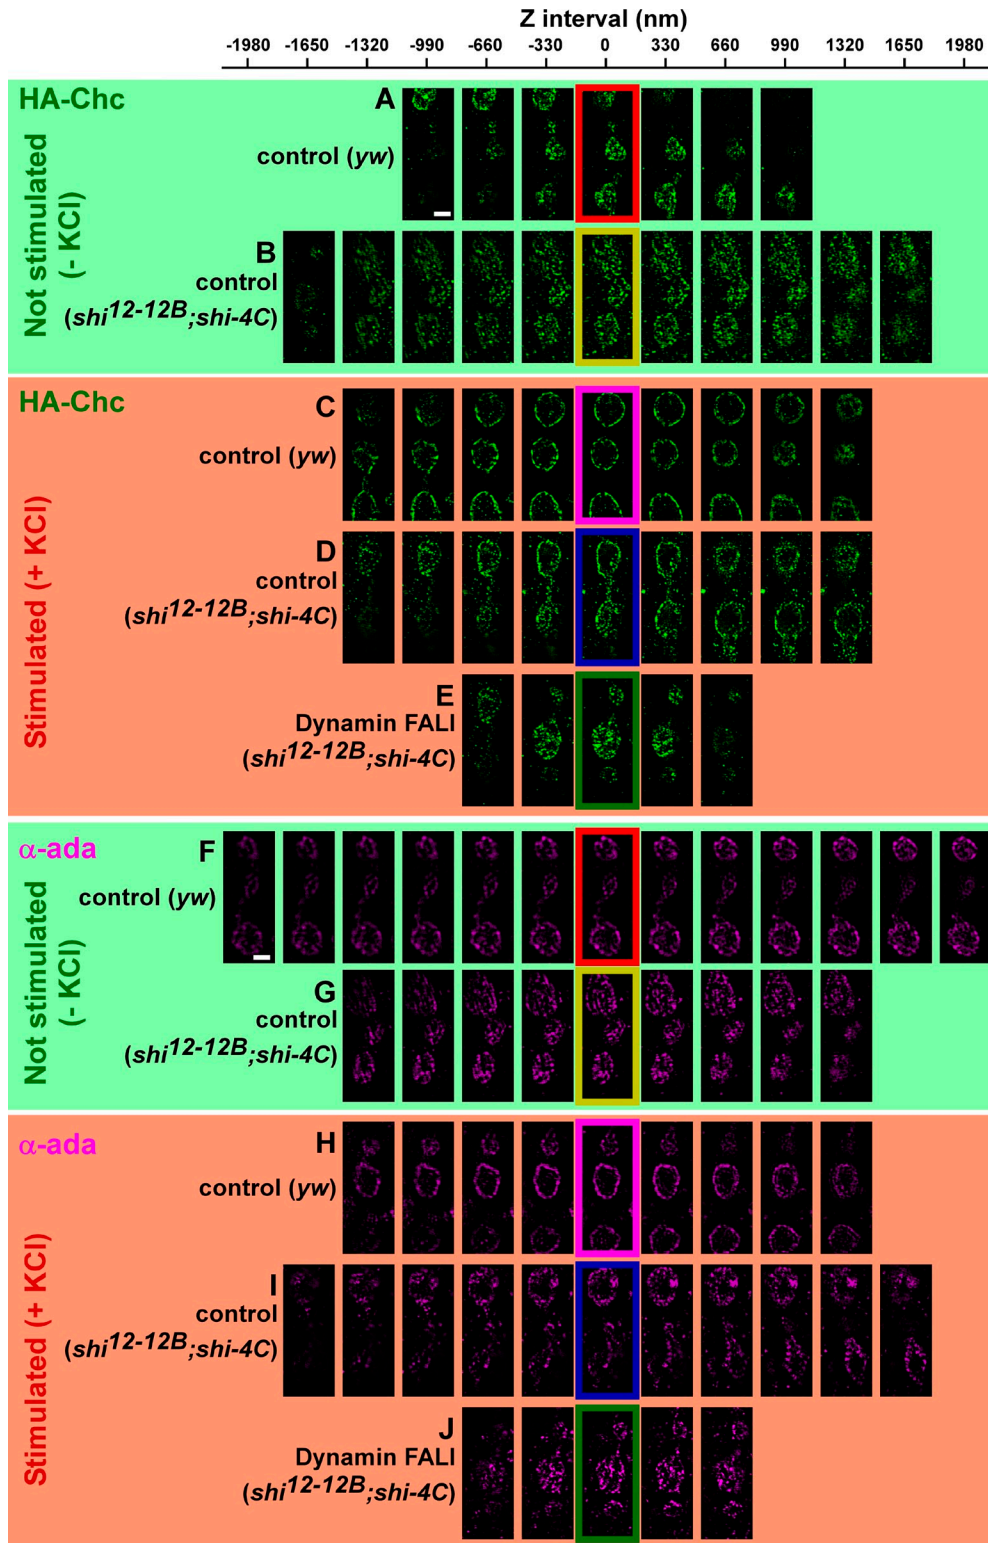 Z interval (nm)
-1980 -1650 -1320 -990 -660 -330 0 330 660 990 1320 1650 1980
HA-Chc
Not stimulated
(- KCl)
A
control (yw)
B
control
(shi12-12B;shi-4C)
HA-Chc
Stimulated (+ KCl)
C
control (yw)
D
control
(shi12-12B;shi-4C)
E
Dynamin FALI
(shi12-12B;shi-4C)
α-ada
Not stimulated
(- KCl)
F
control (yw)
G
control
(shi12-12B;shi-4C)
α-ada
Stimulated (+ KCl)
H
control (yw)
I
control
(shi12-12B;shi-4C)
J
Dynamin FALI
(shi12-12B;shi-4C)